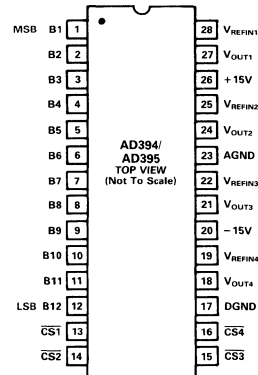 MSB B1 1 28 VREFIN1
B2 2 27 VOUT1
B3 3 26 +15V
B4 4 25 VREFIN2
B5 5 24 VOUT2
B6 6 23 AGND
B7 7 22 VREFIN3
B8 8 21 VOUT3
B9 9 20 –15V
B10 10 19 VREFIN4
B11 11 18 VOUT4
LSB B12 12 17 DGND
CS1 13 16 CS4
CS2 14 15 CS3
AD394/
AD395
TOP VIEW
(Not To Scale)